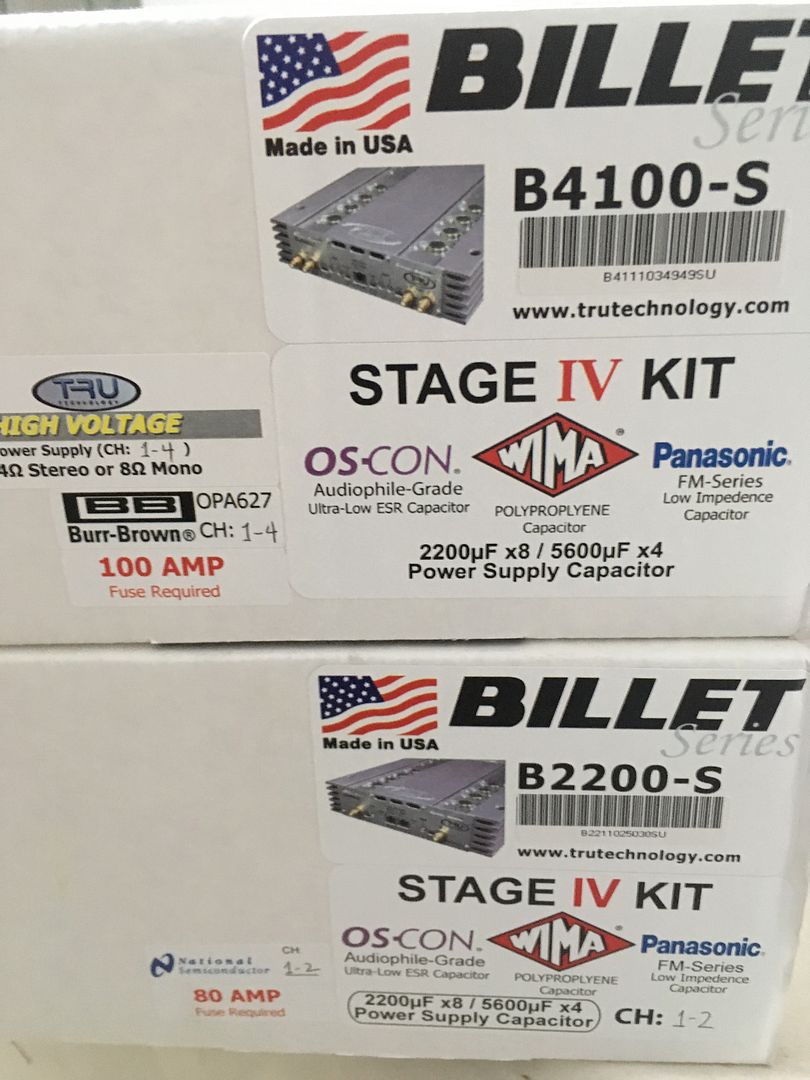 BILLET
Seri
Made in USA
B4100-S
B4111034949SU
www.trutechnology.com
TRU
TECHNOLOGY
HIGH VOLTAGE
ower Supply (CH: 1-4 )
4Ω Stereo or 8Ω Mono
BB OPA627
Burr-Brown® CH: 1-4
100 AMP
Fuse Required
STAGE IV KIT
OS-CON®
Audiophile-Grade
Ultra-Low ESR Capacitor
WIMA ®
POLYPROPLYENE
Capacitor
Panasonic®
FM-Series
Low Impedence
Capacitor
2200µF x8 / 5600µF x4
Power Supply Capacitor
BILLET
Series
Made in USA
B2200-S
B2211025030SU
www.trutechnology.com
STAGE IV KIT
National
Semiconductor
CH
1-2
80 AMP
Fuse Required
OS-CON®
Audiophile-Grade
Ultra-Low ESR Capacitor
WIMA ®
POLYPROPLYENE
Capacitor
Panasonic®
FM-Series
Low Impedence
Capacitor
2200µF x8 / 5600µF x4
Power Supply Capacitor
CH: 1-2